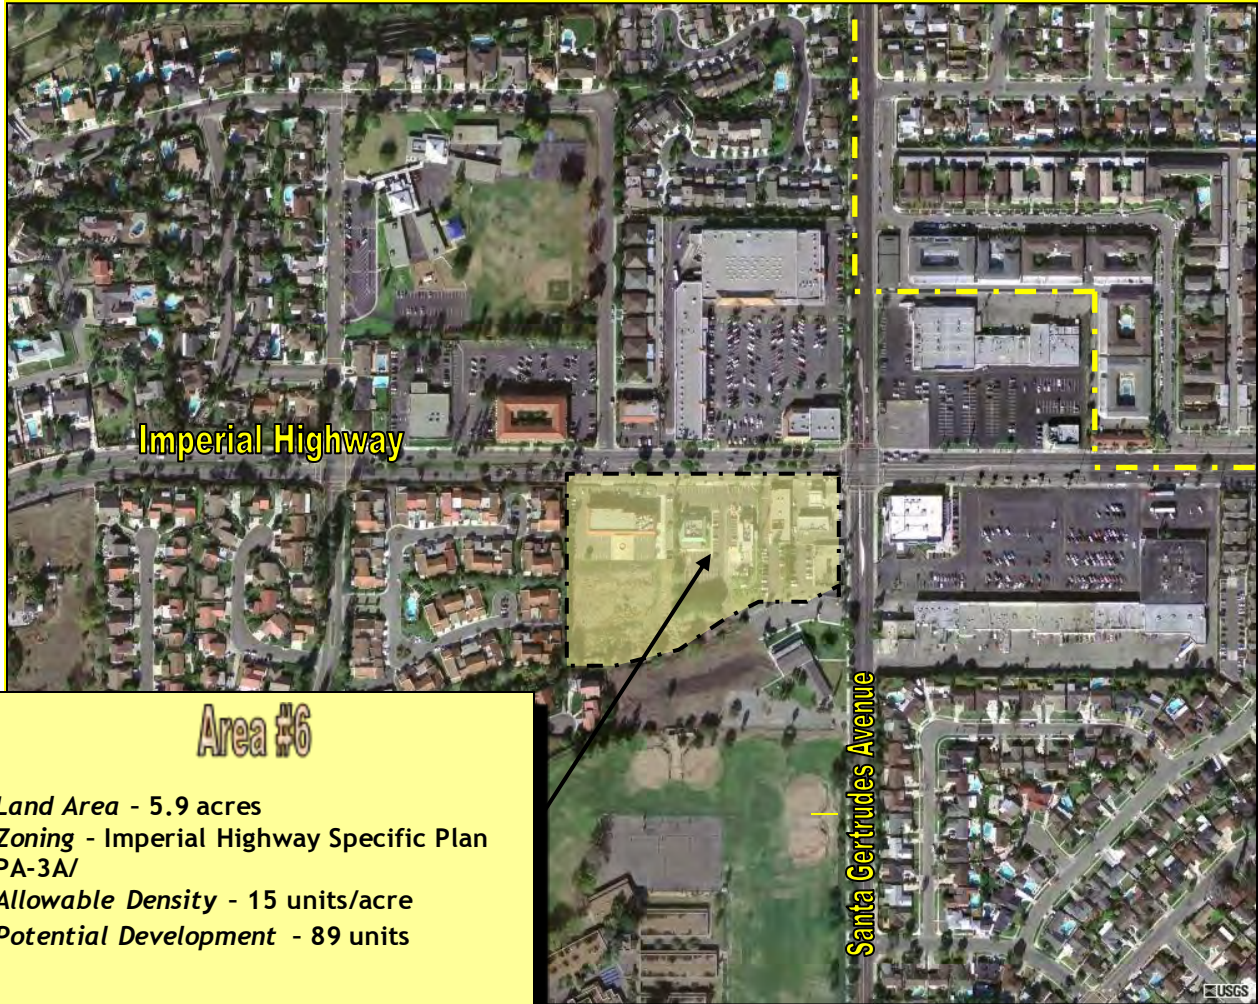 Imperial Highway
Santa Gertrudes Avenue
Area #6
Land Area – 5.9 acres
Zoning – Imperial Highway Specific Plan
PA-3A/
Allowable Density – 15 units/acre
Potential Development – 89 units
USGS